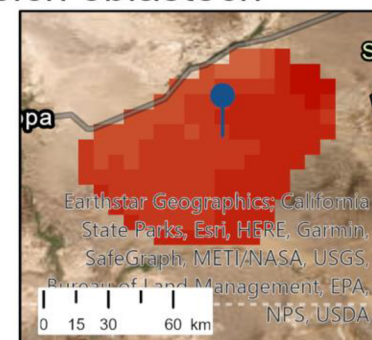 opa
S
Earthstar Geographics; California
State Parks, Esri, HERE, Garmin,
SafeGraph, METI/NASA, USGS,
Bureau of Land Management, EPA,
NPS, USDA
0 15 30 60 km